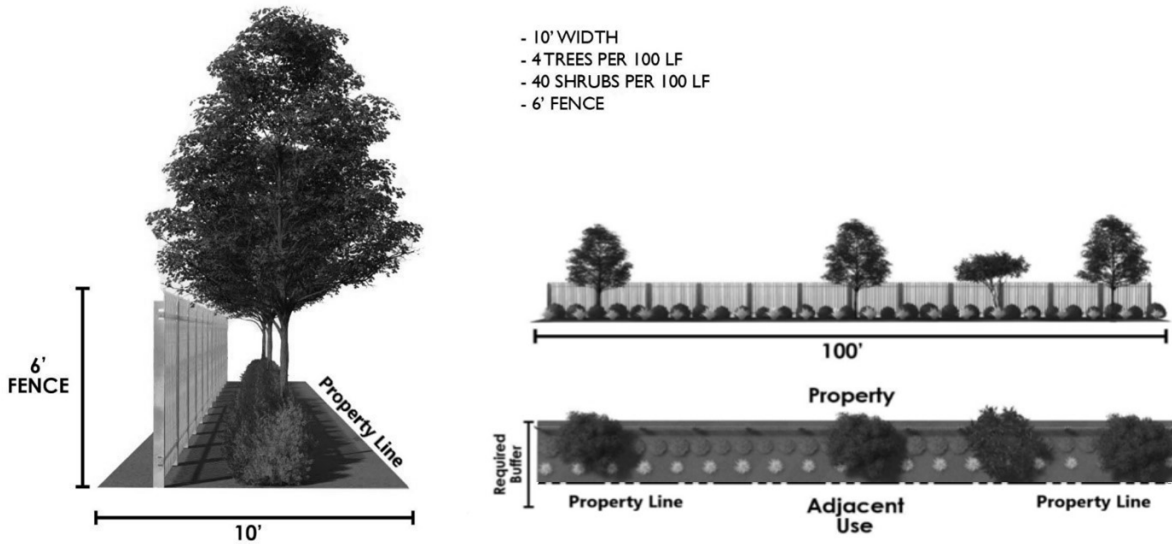 - 10' WIDTH
- 4 TREES PER 100 LF
- 40 SHRUBS PER 100 LF
- 6' FENCE
6'
FENCE
Property Line
10'
100'
Property
Required
Buffer
Property Line
Adjacent
Use
Property Line